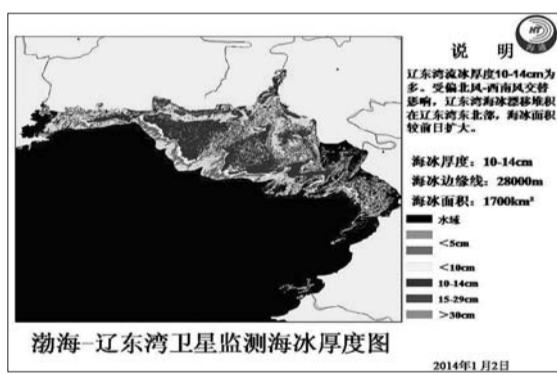 HT
说 明
辽东湾流冰厚度10-14cm为
多。受偏北风-西南风交替
影响，辽东湾海冰漂移堆积
在辽东湾东北部，海冰面积
较前日扩大。
海冰厚度：10-14cm
海冰边缘线：28000m
海冰面积：1700km²
水域
<5cm
<10cm
10-14cm
15-29cm
>30cm
渤海-辽东湾卫星监测海冰厚度图
2014年1月2日